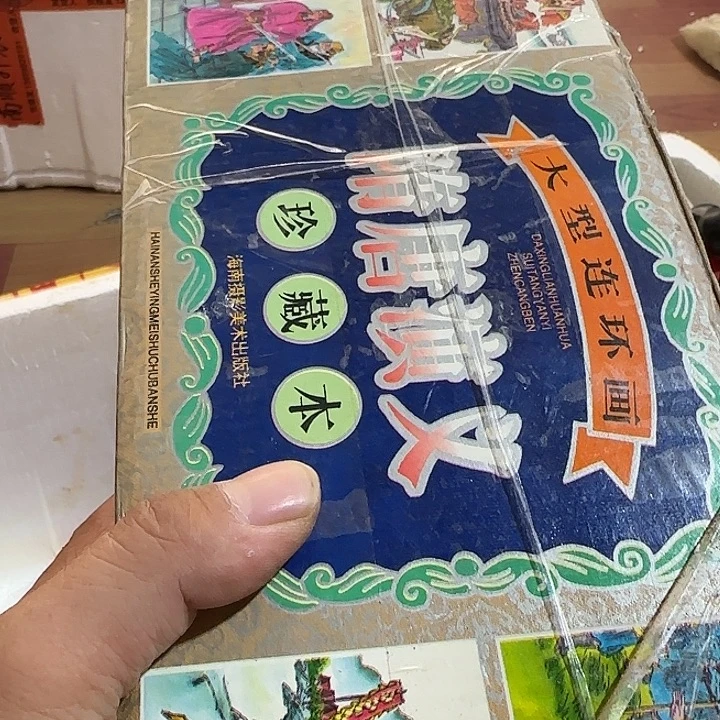 大型连环画
DAXINGLIANHUANHUA
SUITANGYANYI
ZHENCANGBEN
隋唐演义
珍藏本
海南摄影美术出版社
HAINANSHEYINGMEISHUCHUBANSHE